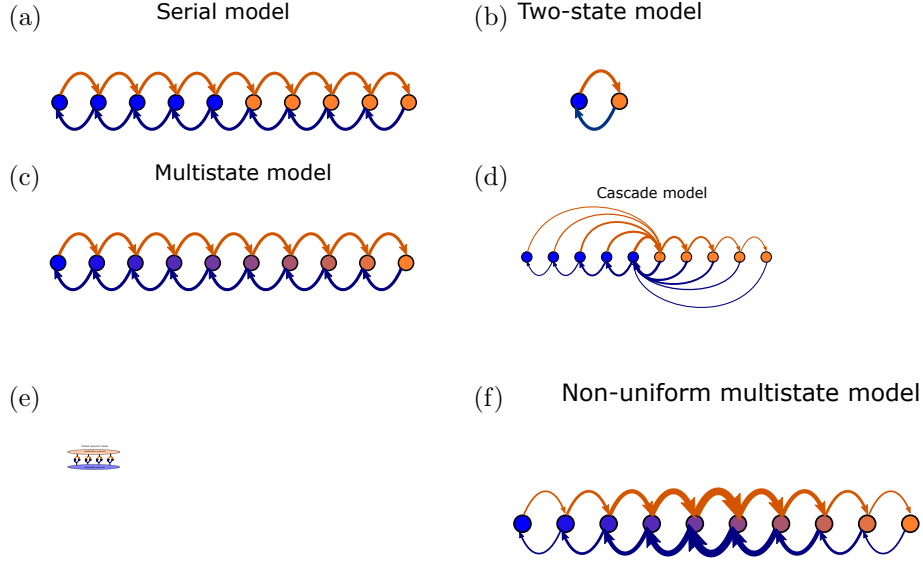 (a)
Serial model
(b)
Two-state model
(c)
Multistate model
(d)
Cascade model
(e)
(f)
Non-uniform multistate model